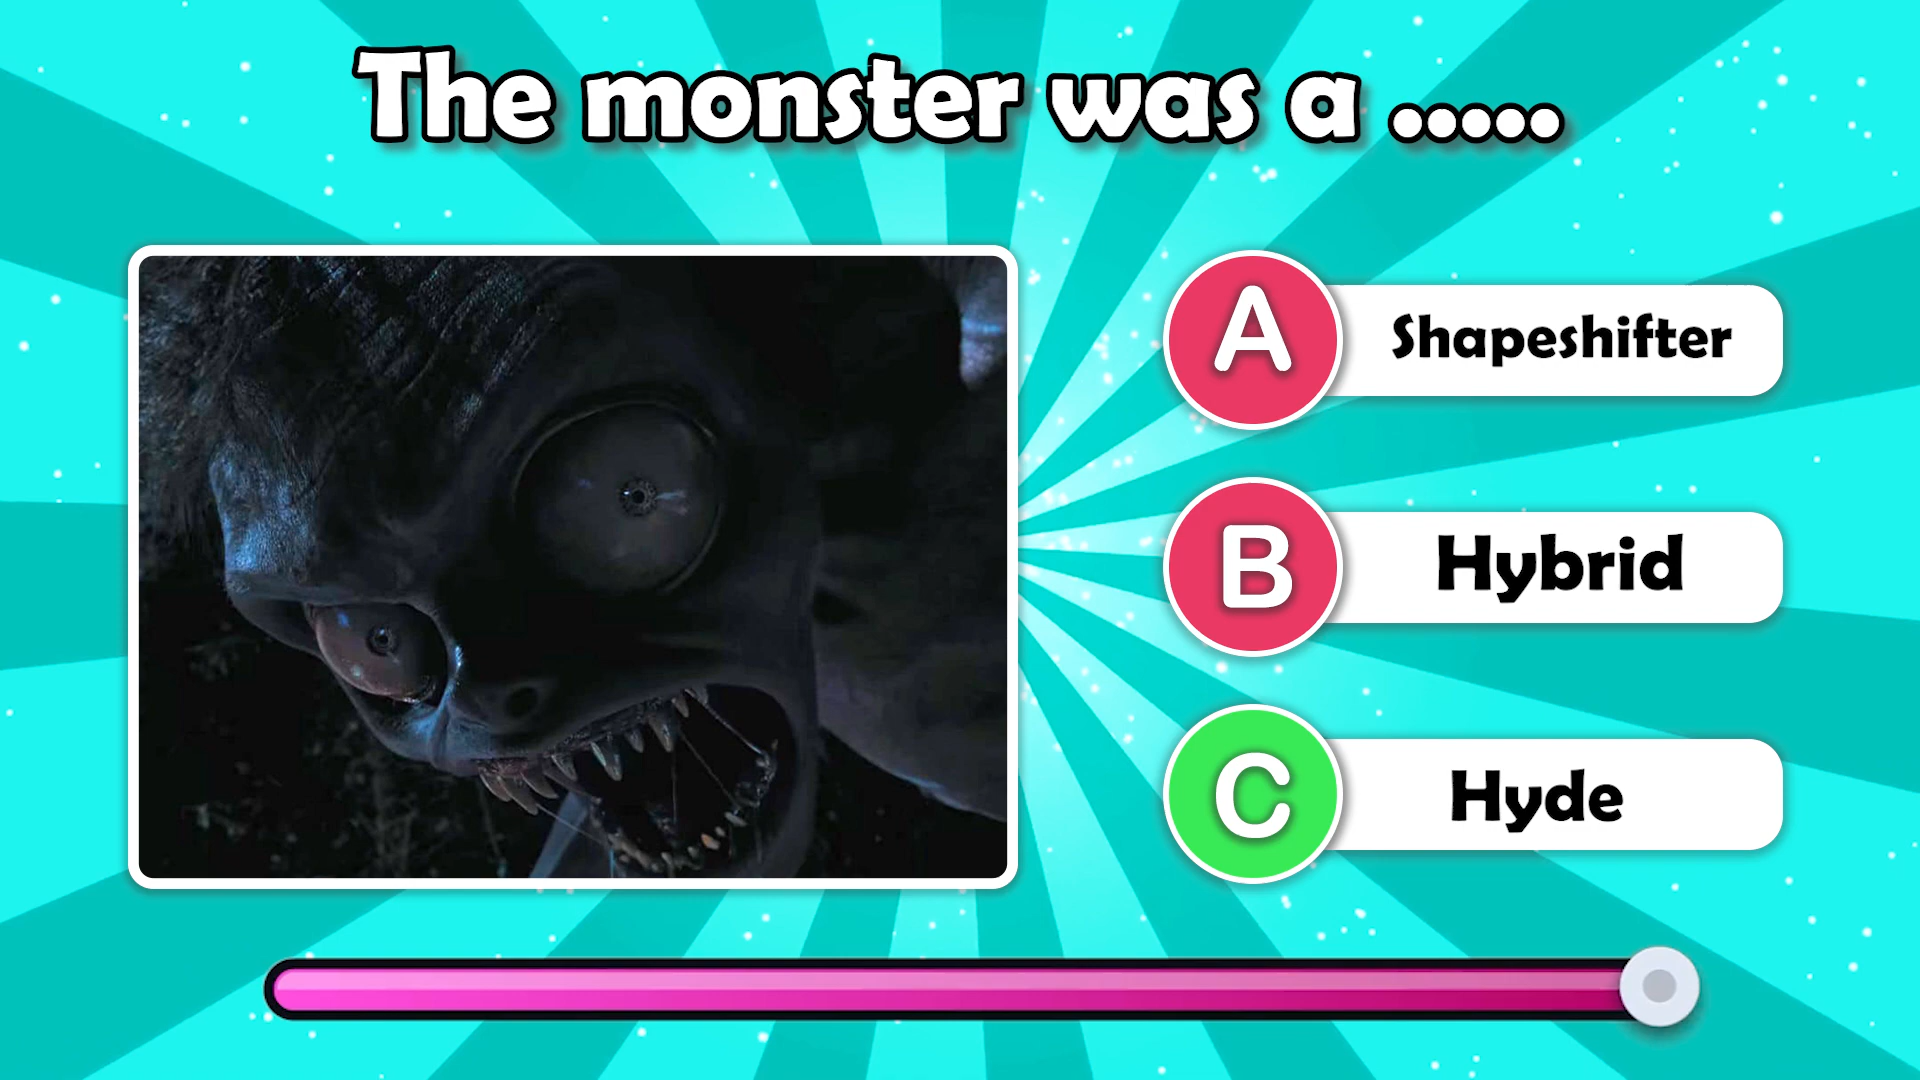 The monster was a .....
A
Shapeshifter
B
Hybrid
C
Hyde